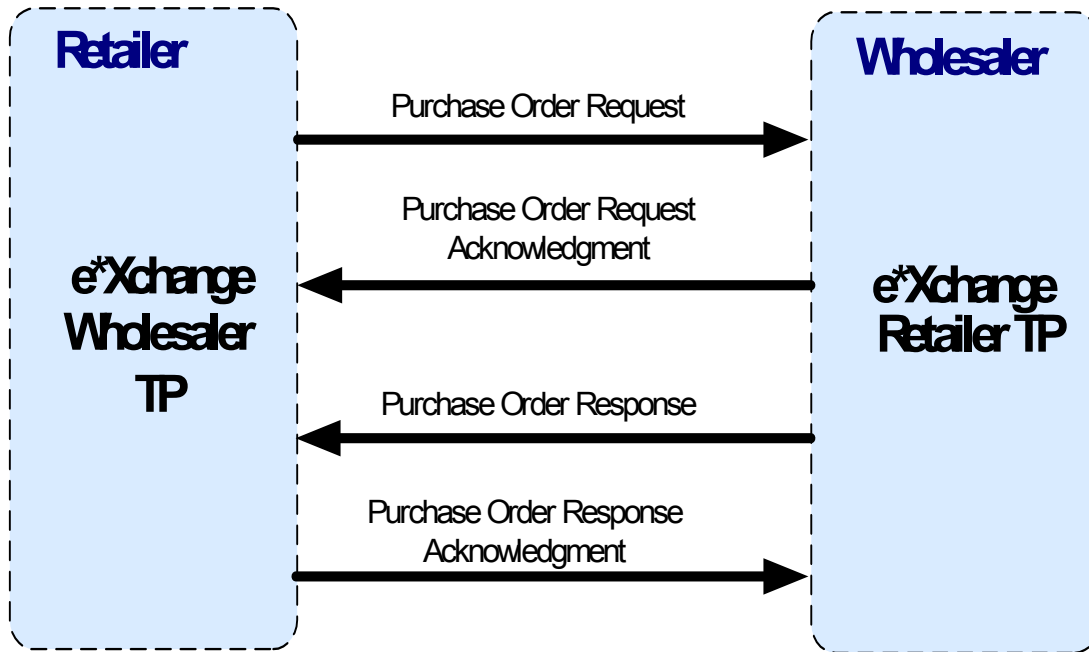 Retailer
Wholesaler
Purchase Order Request
Purchase Order Request
Acknowledgment
e*Xchange
Wholesaler
TP
e*Xchange
Retailer TP
Purchase Order Response
Purchase Order Response
Acknowledgment